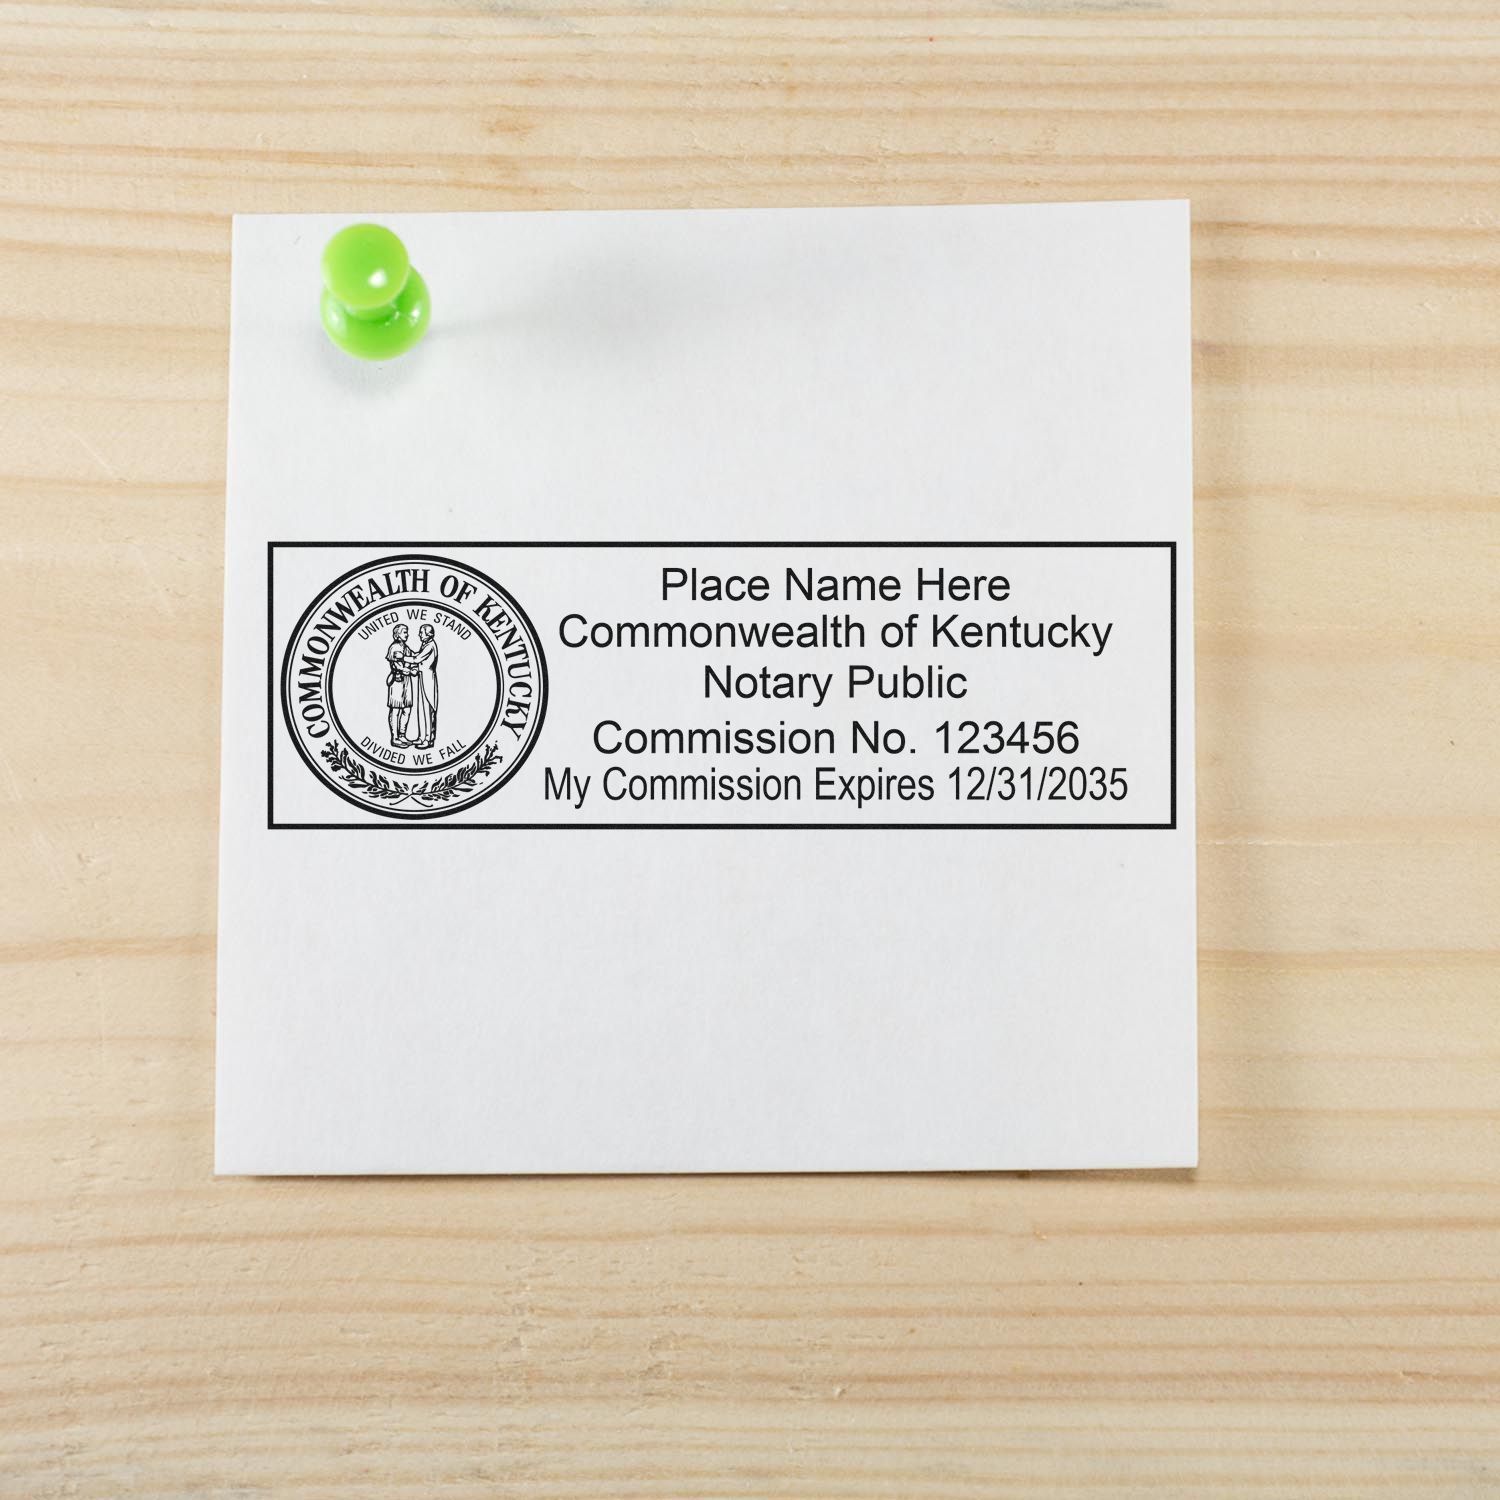 COMMONWEALTH OF KENTUCKY
UNITED WE STAND
DIVIDED WE FALL
Place Name Here
Commonwealth of Kentucky
Notary Public
Commission No. 123456
My Commission Expires 12/31/2035